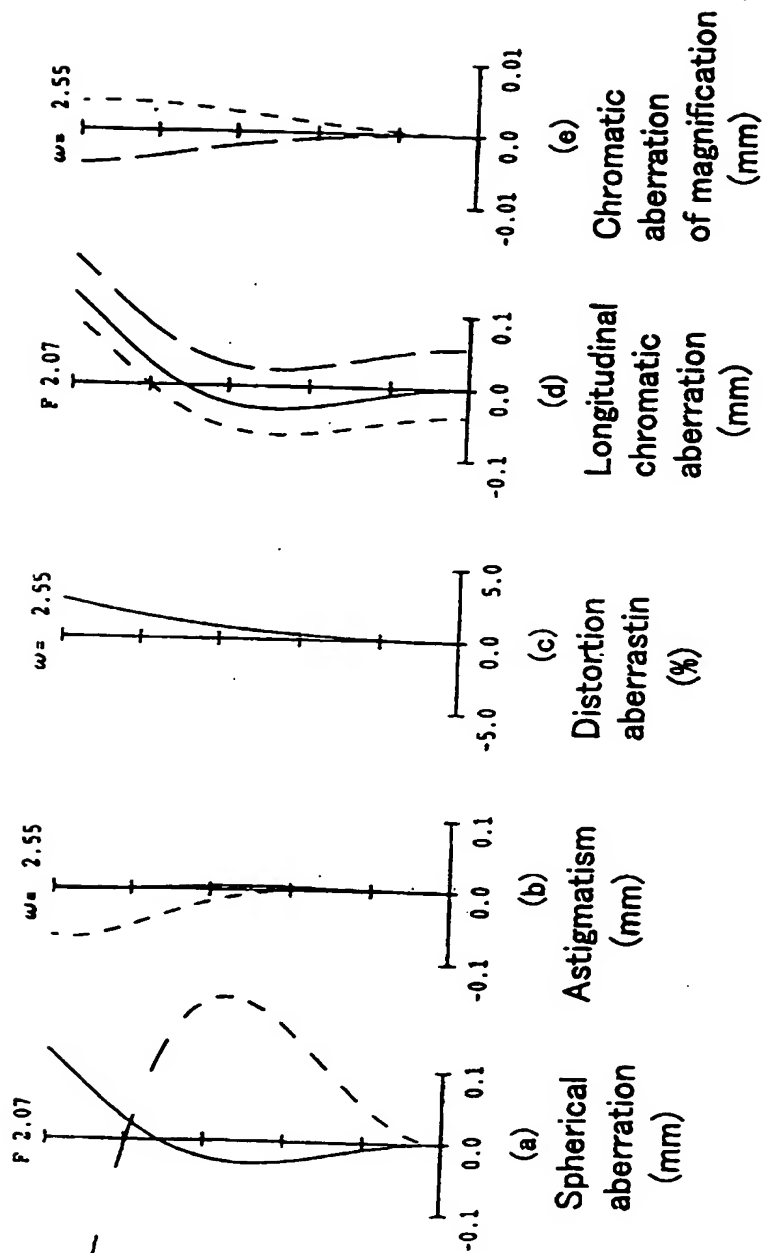 F 2.07
-0.1 0.0 0.1
(a)
Spherical
aberration
(mm)
ω= 2.55
-0.1 0.0 0.1
(b)
Astigmatism
(mm)
ω= 2.55
-5.0 0.0 5.0
(c)
Distortion
aberrastin
(%)
F 2.07
-0.1 0.0 0.1
(d)
Longitudinal
chromatic
aberration
(mm)
ω= 2.55
-0.01 0.0 0.01
(e)
Chromatic
aberration
of magnification
(mm)